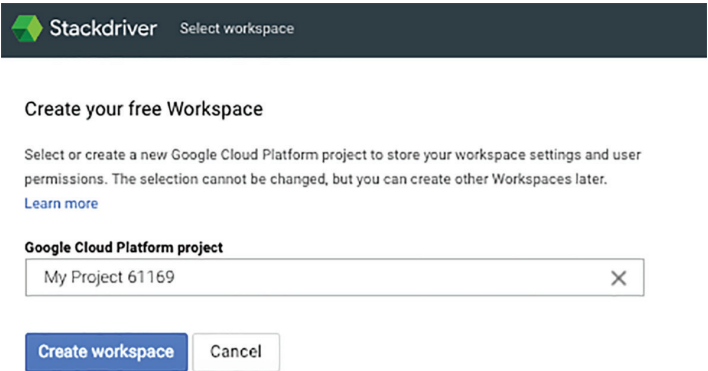 Stackdriver Select workspace
Create your free Workspace
Select or create a new Google Cloud Platform project to store your workspace settings and user
permissions. The selection cannot be changed, but you can create other Workspaces later.
Learn more
Google Cloud Platform project
My Project 61169
Create workspace Cancel